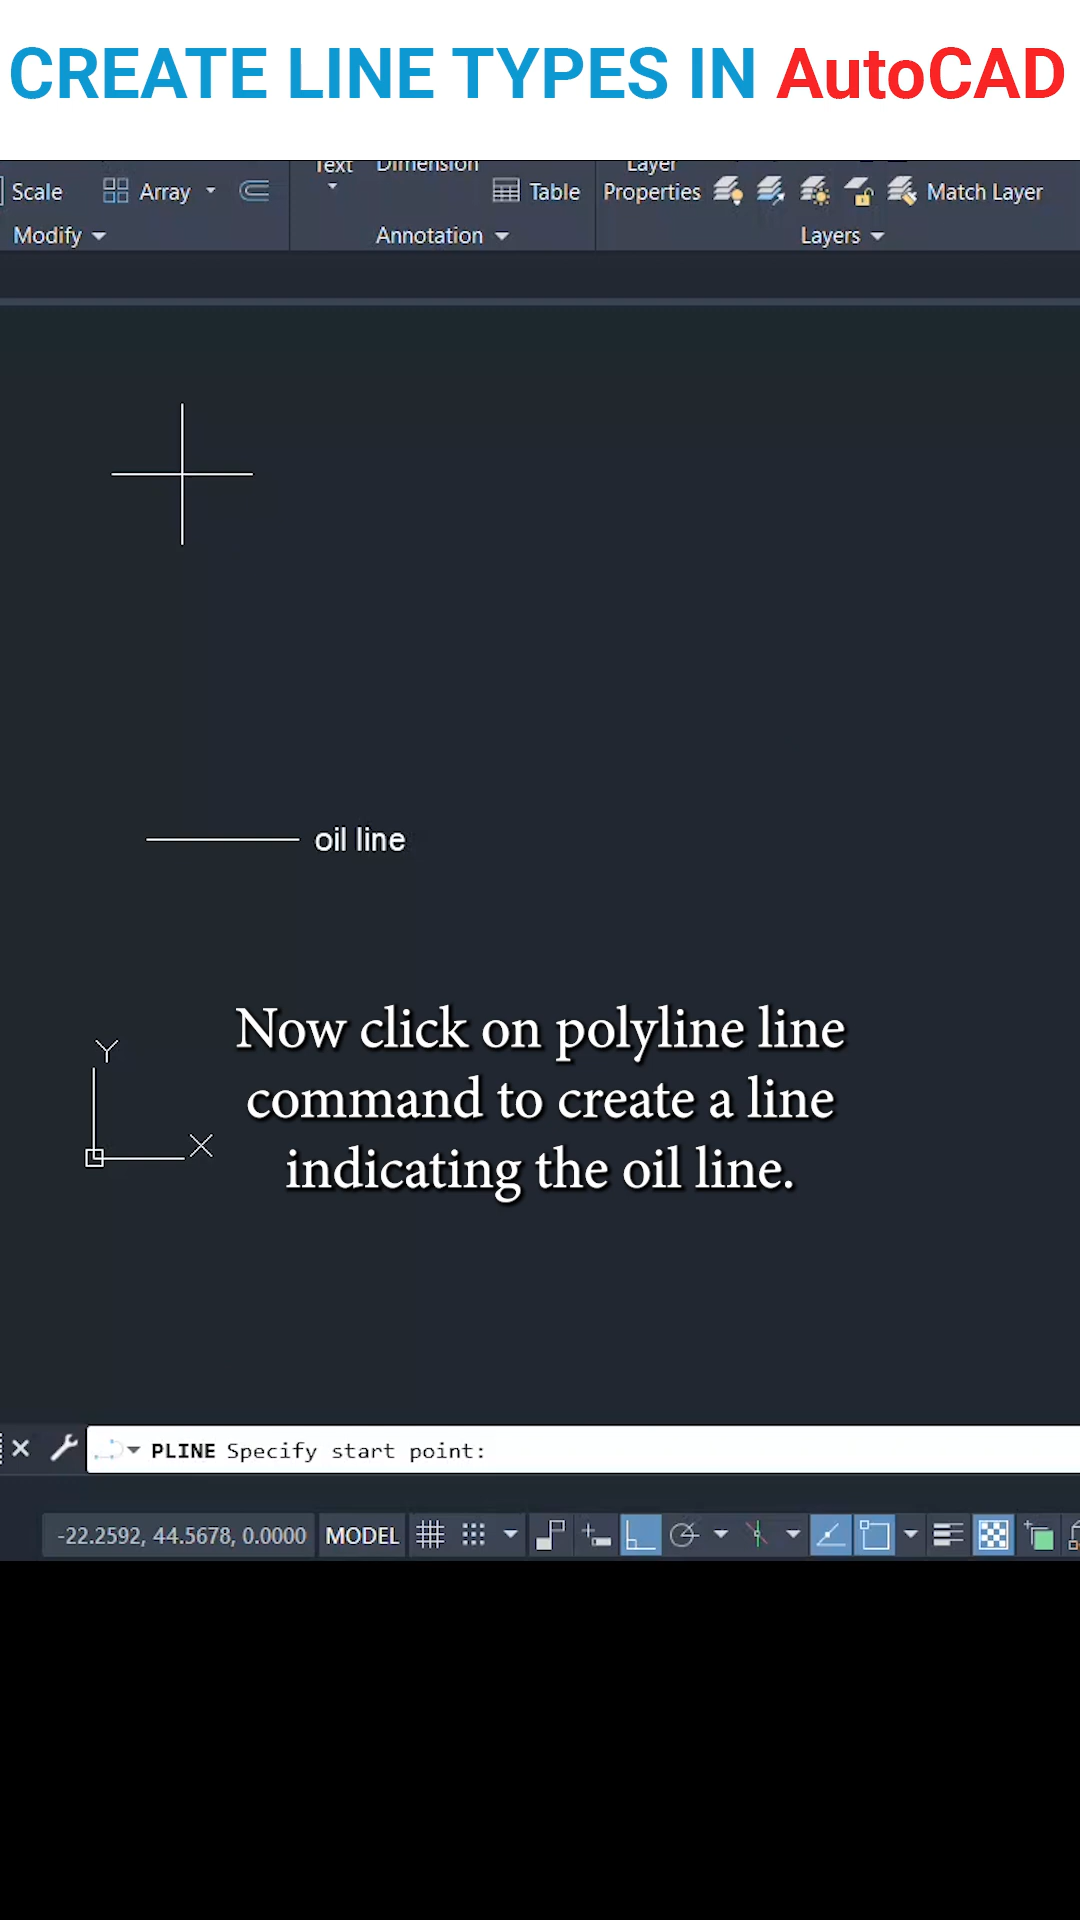 CREATE LINE TYPES IN AutoCAD
Text Dimension Layer
Scale Array Table Properties Match Layer
Modify Annotation Layers
oil line
Now click on polyline line
command to create a line
indicating the oil line.
Y
X
PLINE Specify start point:
-22.2592, 44.5678, 0.0000 MODEL